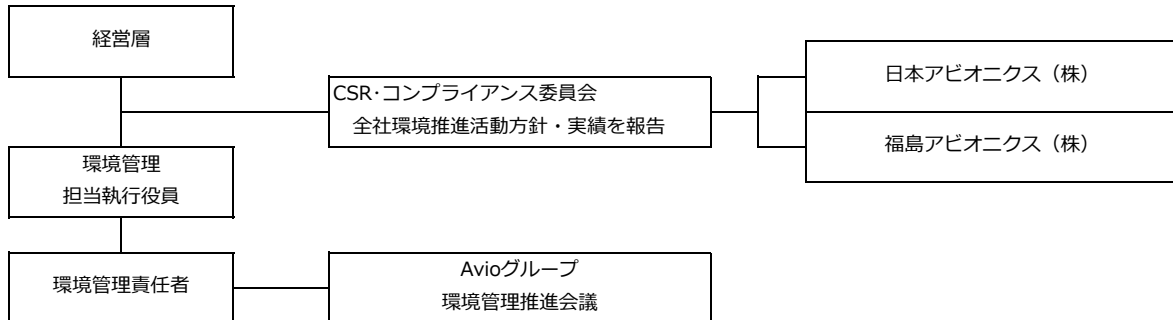 経営層
CSR･コンプライアンス委員会
全社環境推進活動方針・実績を報告
日本アビオニクス（株）
福島アビオニクス（株）
環境管理
担当執行役員
環境管理責任者
Avioグループ
環境管理推進会議